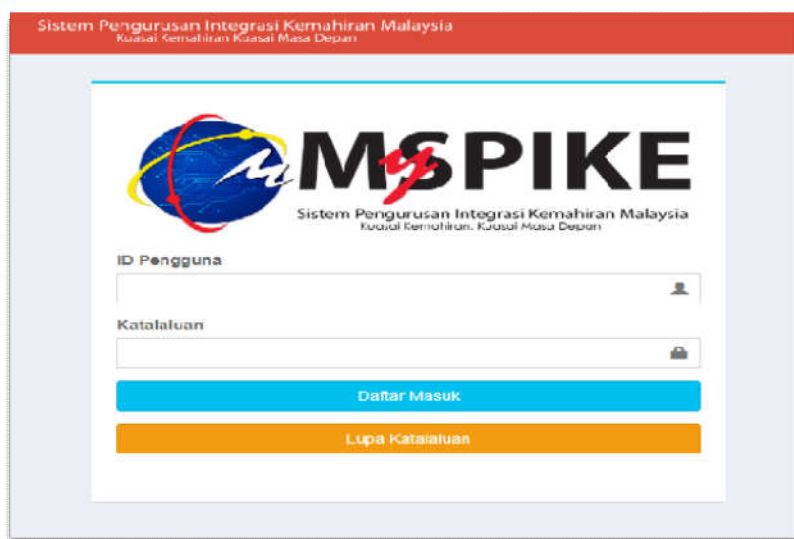 Sistem Pengurusan Integrasi Kemahiran Malaysia
Kuasai Kemahiran Kuasai Masa Depan
MySPIKE
Sistem Pengurusan Integrasi Kemahiran Malaysia
Kuasai Kemahiran, Kuasai Masa Depan
ID Pengguna
Katalaluan
Daftar Masuk
Lupa Katalaluan